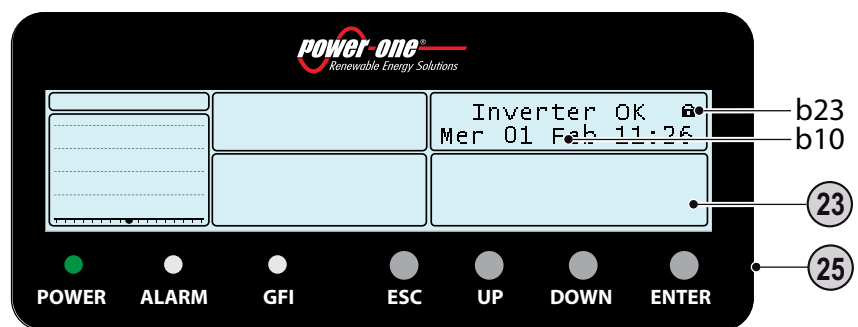 power-one®
Renewable Energy Solutions
Inverter OK
Mer 01 Feb 11:26
b23
b10
23
25
POWER ALARM GFI ESC UP DOWN ENTER